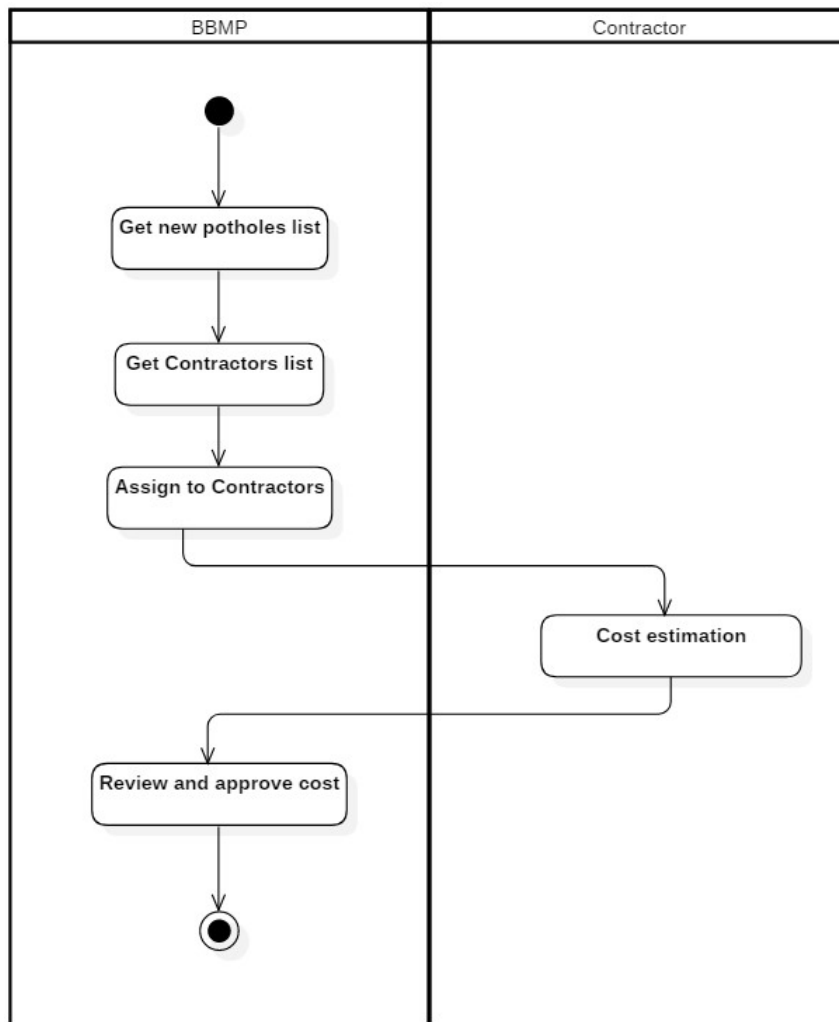 BBMP
Contractor
Get new potholes list
Get Contractors list
Assign to Contractors
Cost estimation
Review and approve cost